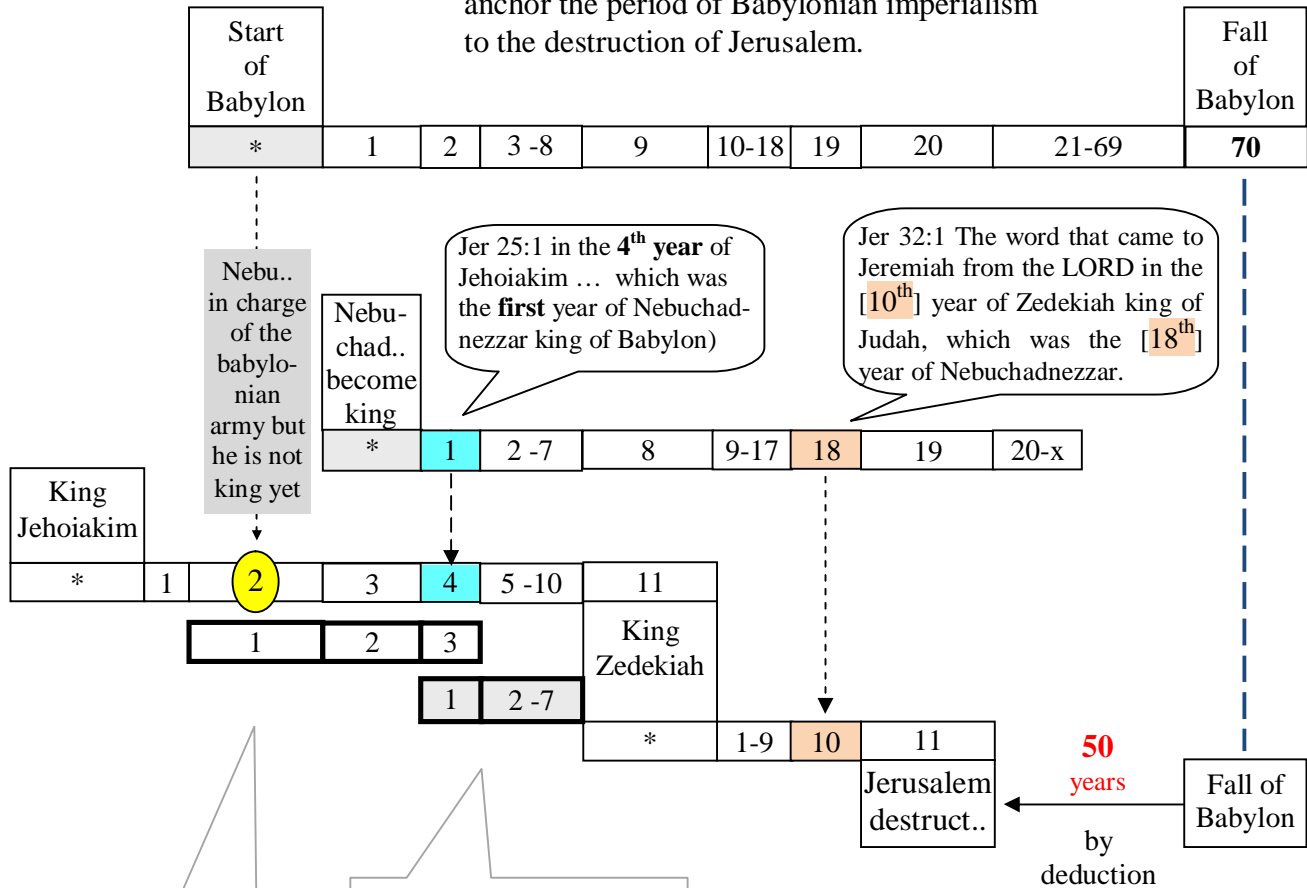 anchor the period of Babylonian imperialism
to the destruction of Jerusalem.
Start
of
Babylon
Fall
of
Babylon
* 1 2 3 -8 9 10-18 19 20 21-69 70
Nebu..
in charge
of the
babylo-
nian
army but
he is not
king yet
Nebu-
chad..
become
king
Jer 25:1 in the 4th year of
Jehoiakim … which was
the first year of Nebuchad-
nezzar king of Babylon)
Jer 32:1 The word that came to
Jeremiah from the LORD in the
[10th] year of Zedekiah king of
Judah, which was the [18th]
year of Nebuchadnezzar.
* 1 2 -7 8 9-17 18 19 20-x
King
Jehoiakim
* 1 2 3 4 5 -10 11
1 2 3
King
Zedekiah
1 2 -7
* 1-9 10 11
Jerusalem
destruct..
50
years
by
deduction
Fall of
Babylon